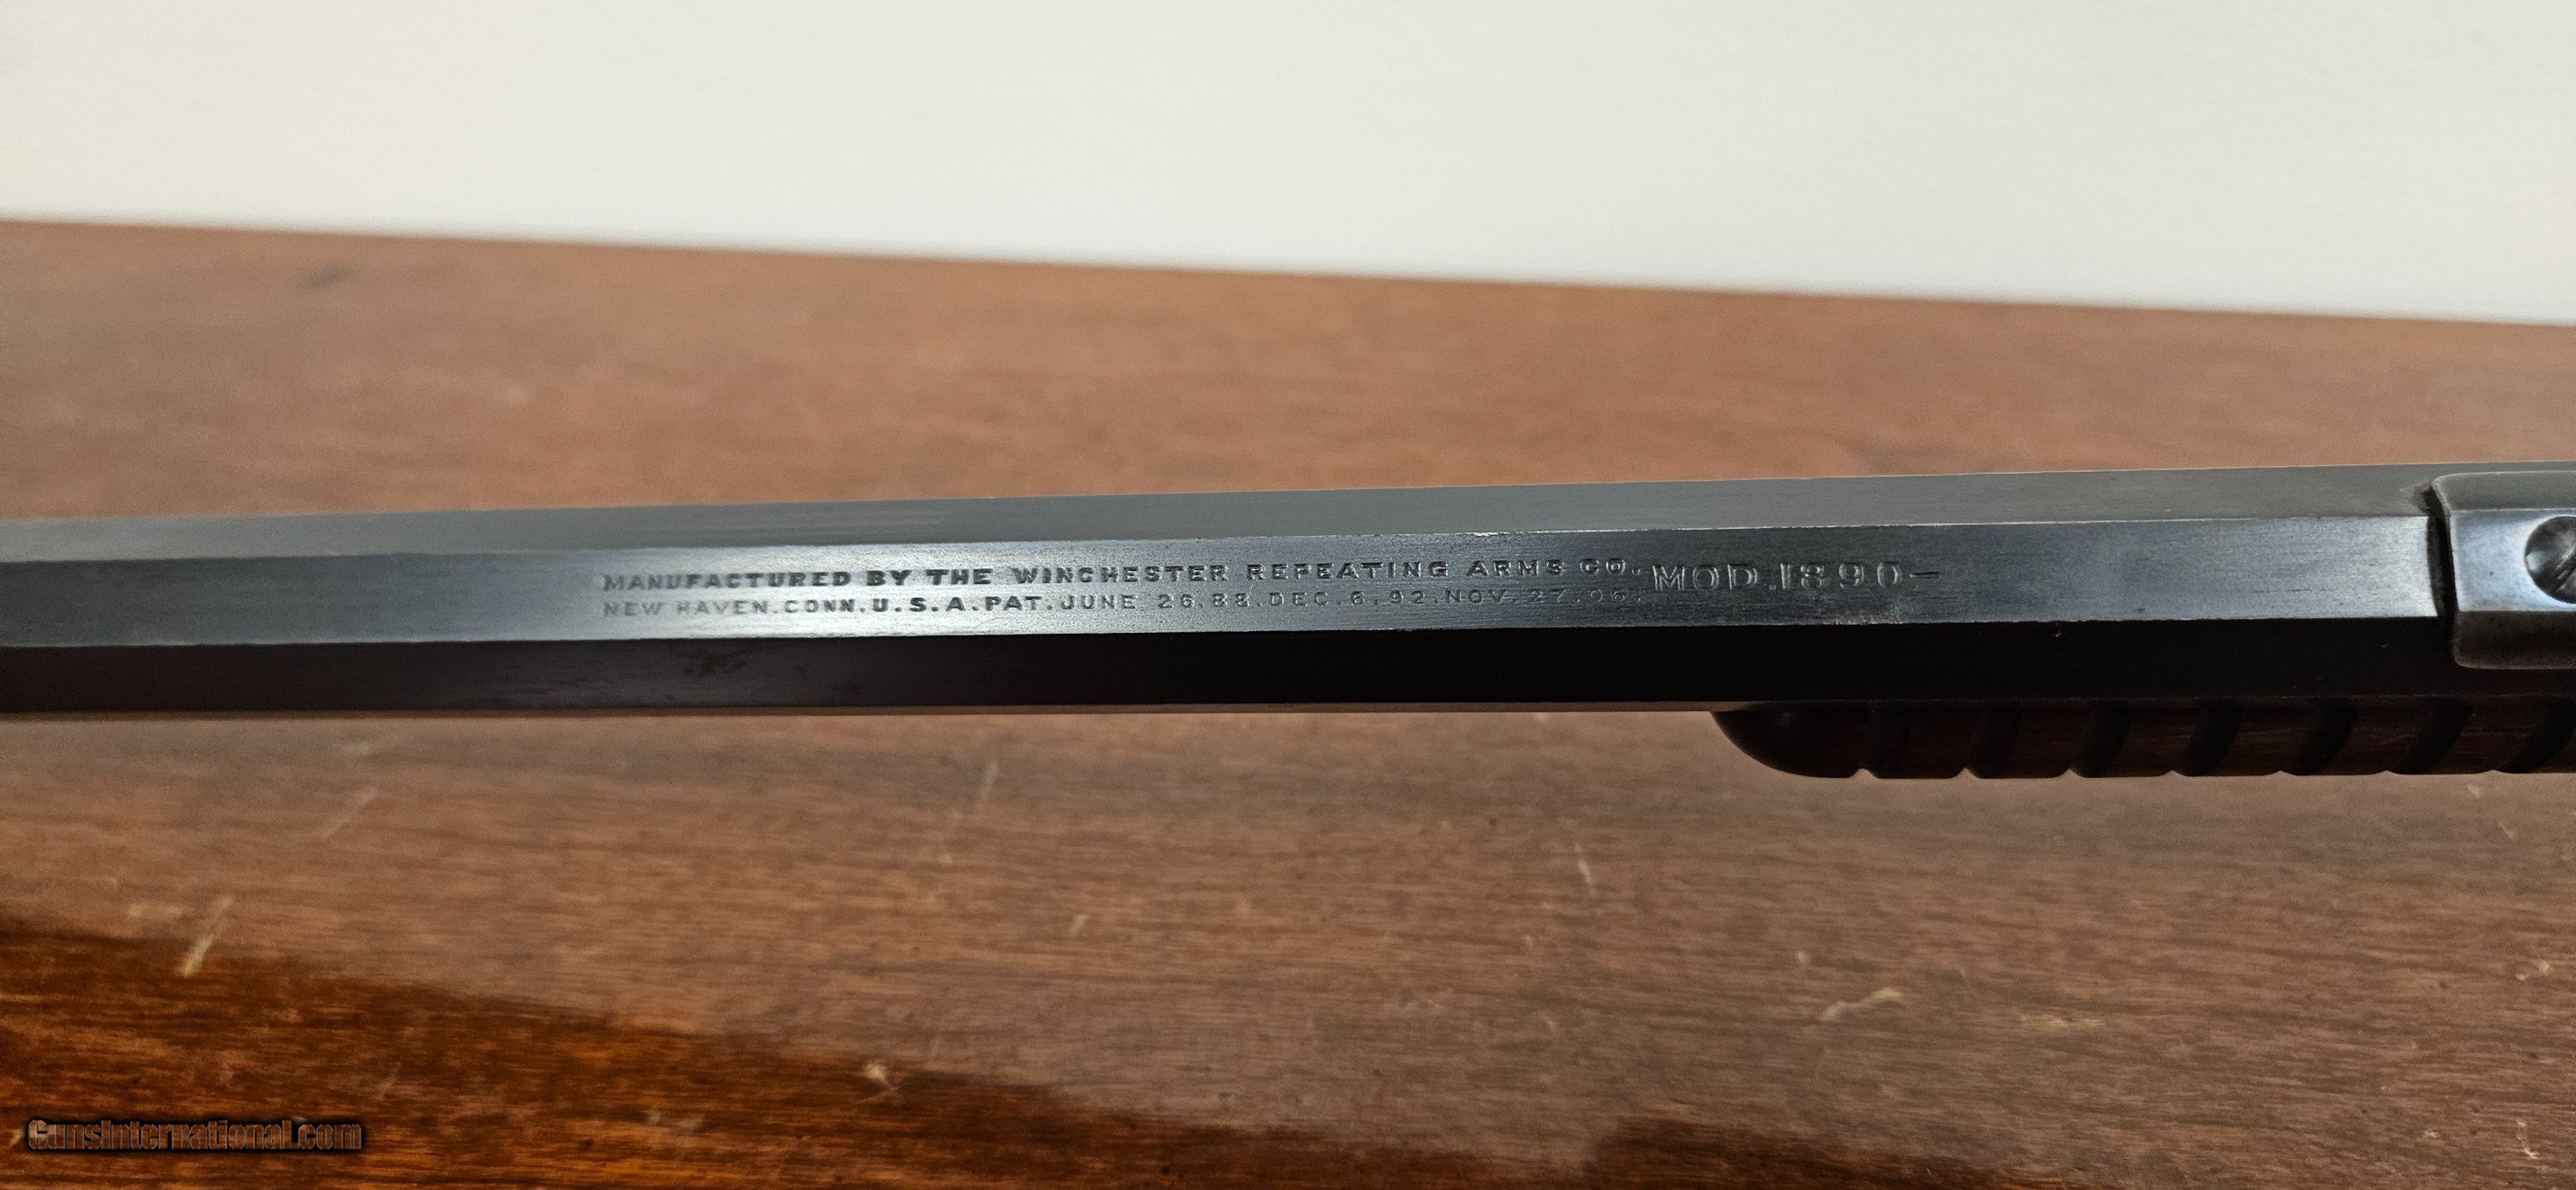 MANUFACTURED BY THE WINCHESTER REPEATING ARMS CO. MOD. 1890-
NEW HAVEN. CONN. U.S.A. PAT. JUNE 26.88. DEC. 6. 92. NOV. 27. 06.
GunsInternational.com